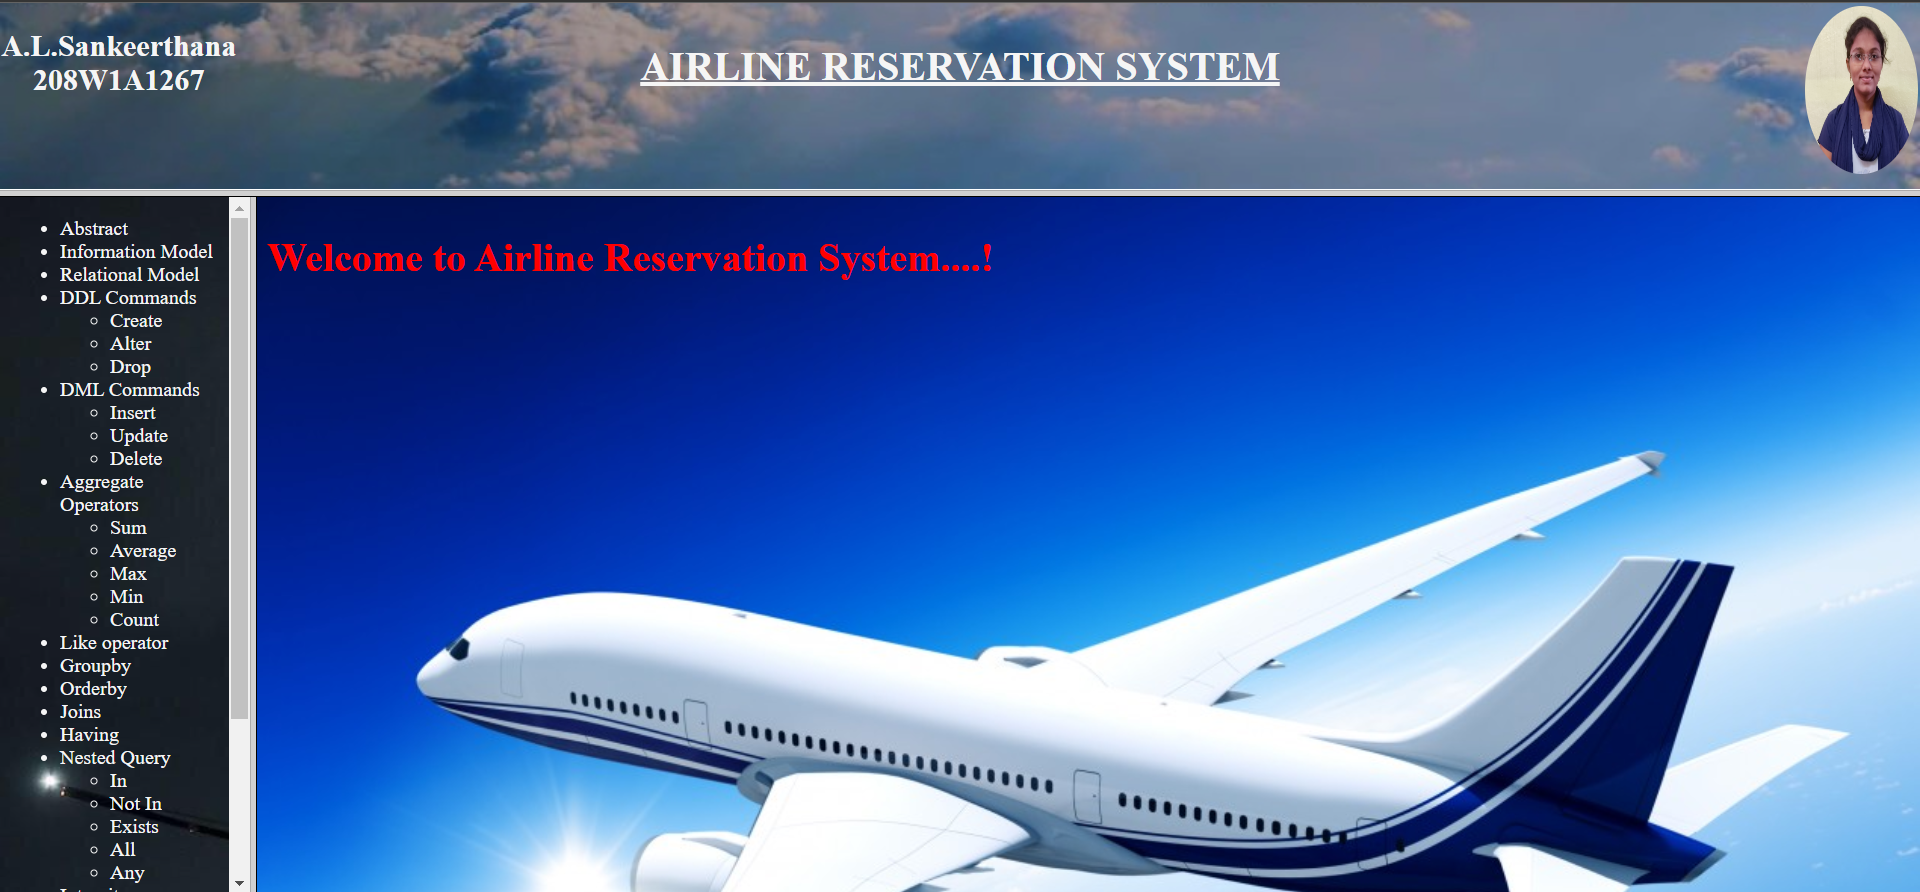 A.L.Sankeerthana
208W1A1267
AIRLINE RESERVATION SYSTEM
Abstract
Information Model
Relational Model
DDL Commands
Create
Alter
Drop
DML Commands
Insert
Update
Delete
Aggregate
Operators
Sum
Average
Max
Min
Count
Like operator
Groupby
Orderby
Joins
Having
Nested Query
In
Not In
Exists
All
Any
Welcome to Airline Reservation System....!